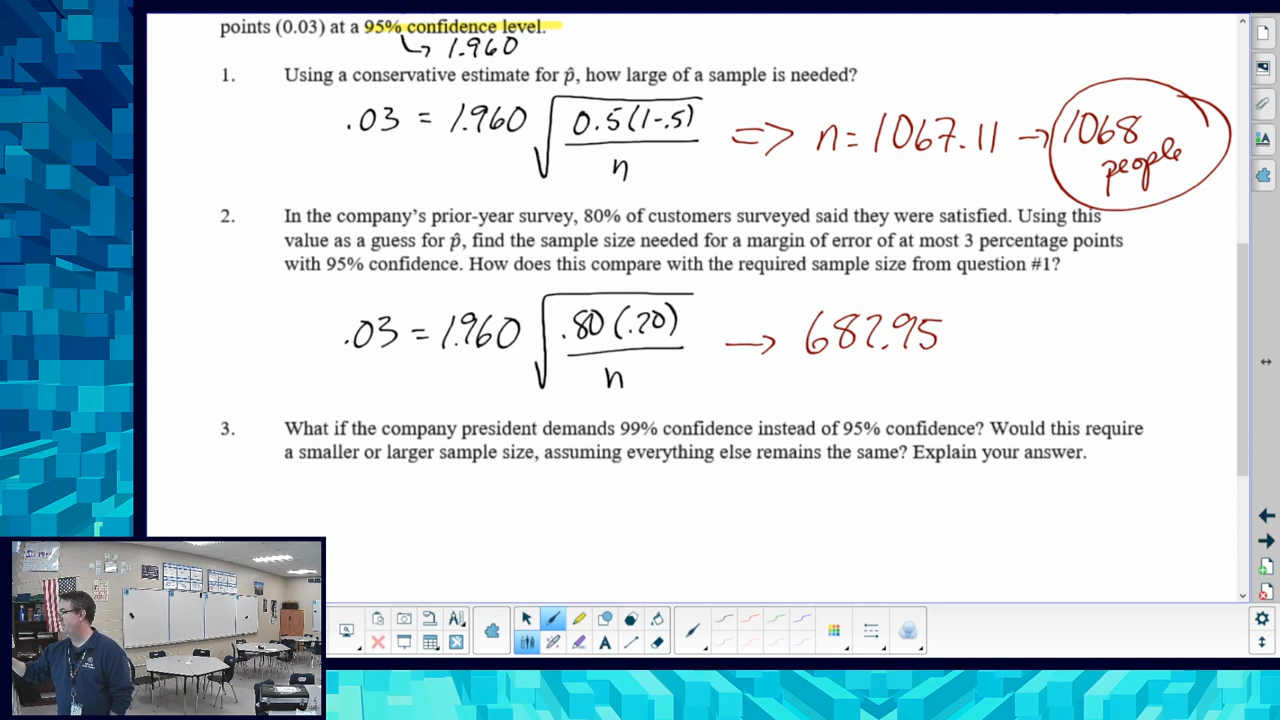 points (0.03) at a 95% confidence level.
↳ 1.960
1. Using a conservative estimate for p̂, how large of a sample is needed?
.03 = 1.960 √(0.5(1-.5)/n) => n = 1067.11 → 1068 people
2. In the company's prior-year survey, 80% of customers surveyed said they were satisfied. Using this
value as a guess for p̂, find the sample size needed for a margin of error of at most 3 percentage points
with 95% confidence. How does this compare with the required sample size from question #1?
.03 = 1.960 √(.80(.20)/n) → 682.95
3. What if the company president demands 99% confidence instead of 95% confidence? Would this require
a smaller or larger sample size, assuming everything else remains the same? Explain your answer.